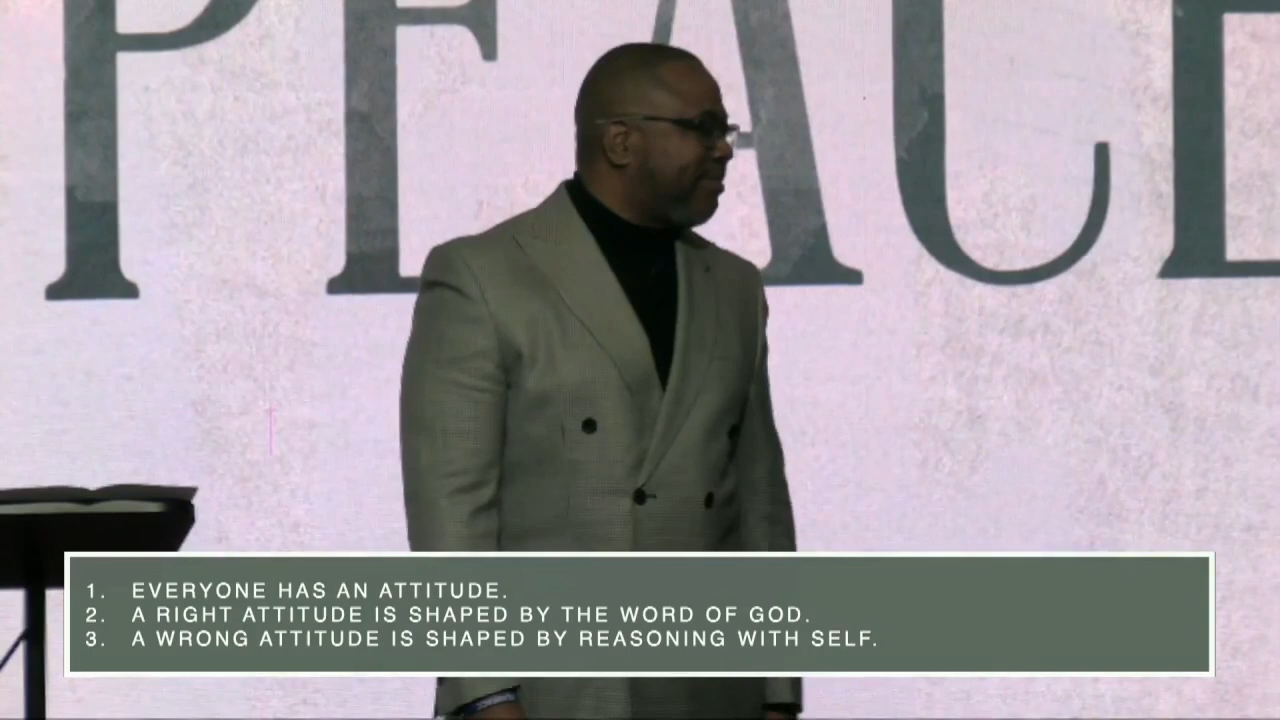 PEACE
1. EVERYONE HAS AN ATTITUDE.
2. A RIGHT ATTITUDE IS SHAPED BY THE WORD OF GOD.
3. A WRONG ATTITUDE IS SHAPED BY REASONING WITH SELF.